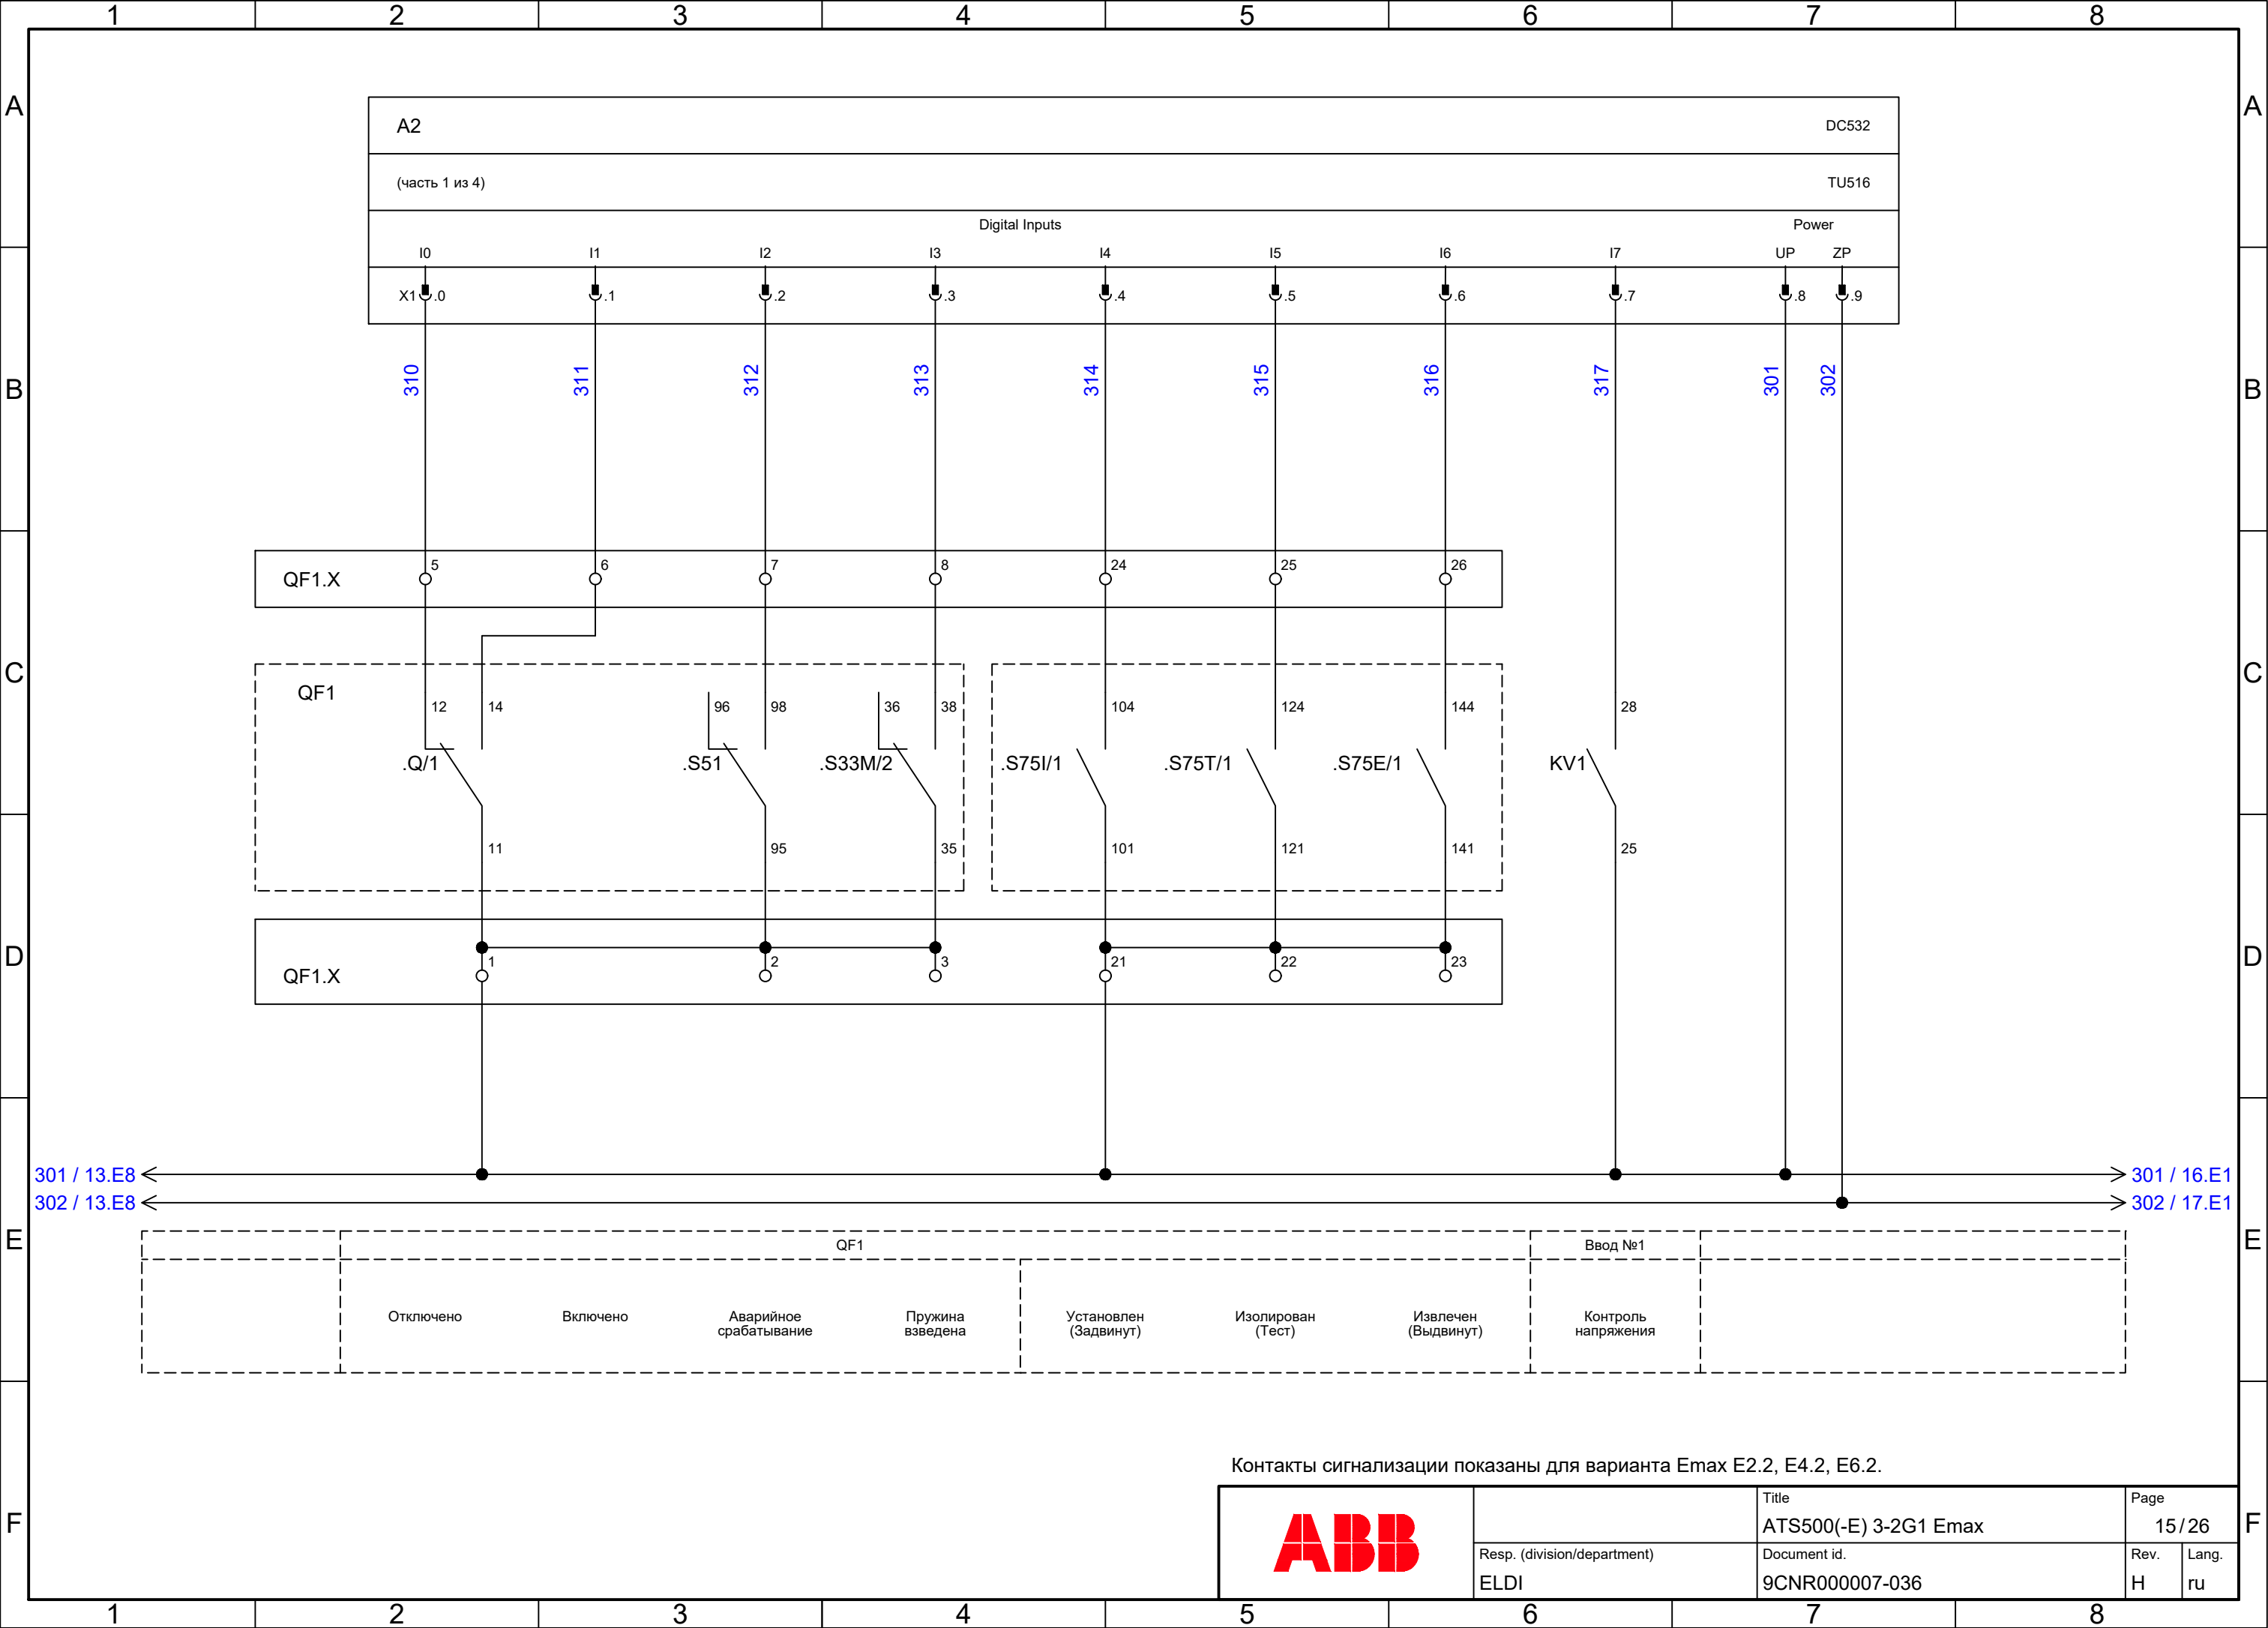 1 2 3 4 5 6 7 8
A A
A2 DC532
(часть 1 из 4) TU516
Digital Inputs Power
I0 I1 I2 I3 I4 I5 I6 I7 UP ZP
X1 .0 .1 .2 .3 .4 .5 .6 .7 .8 .9
310 311 312 313 314 315 316 317 301 302
B B
QF1.X 5 6 7 8 24 25 26
C C
QF1
12 14 96 98 36 38 104 124 144 28
.Q/1 .S51 .S33M/2 .S75I/1 .S75T/1 .S75E/1 KV1
11 95 35 101 121 141 25
D D
QF1.X 1 2 3 21 22 23
301 / 13.E8 301 / 16.E1
302 / 13.E8 302 / 17.E1
E E
QF1 Ввод №1
Отключено Включено Аварийное Пружина Установлен Изолирован Извлечен Контроль
срабатывание взведена (Задвинут) (Тест) (Выдвинут) напряжения
Контакты сигнализации показаны для варианта Emax E2.2, E4.2, E6.2.
F F
ABB
Title Page
ATS500(-E) 3-2G1 Emax 15/26
Resp. (division/department) Document id. Rev. Lang.
ELDI 9CNR000007-036 H ru
1 2 3 4 5 6 7 8